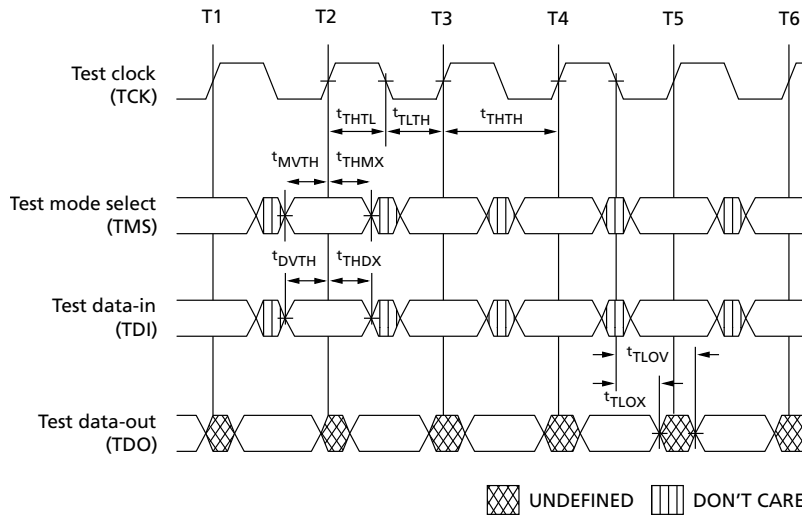 T1 T2 T3 T4 T5 T6
Test clock
(TCK)
tTHTL tTLTH tTHTH
tMVTH tTHMX
Test mode select
(TMS)
tDVTH tTHDX
Test data-in
(TDI)
tTLOV
tTLOX
Test data-out
(TDO)
UNDEFINED DON'T CARE